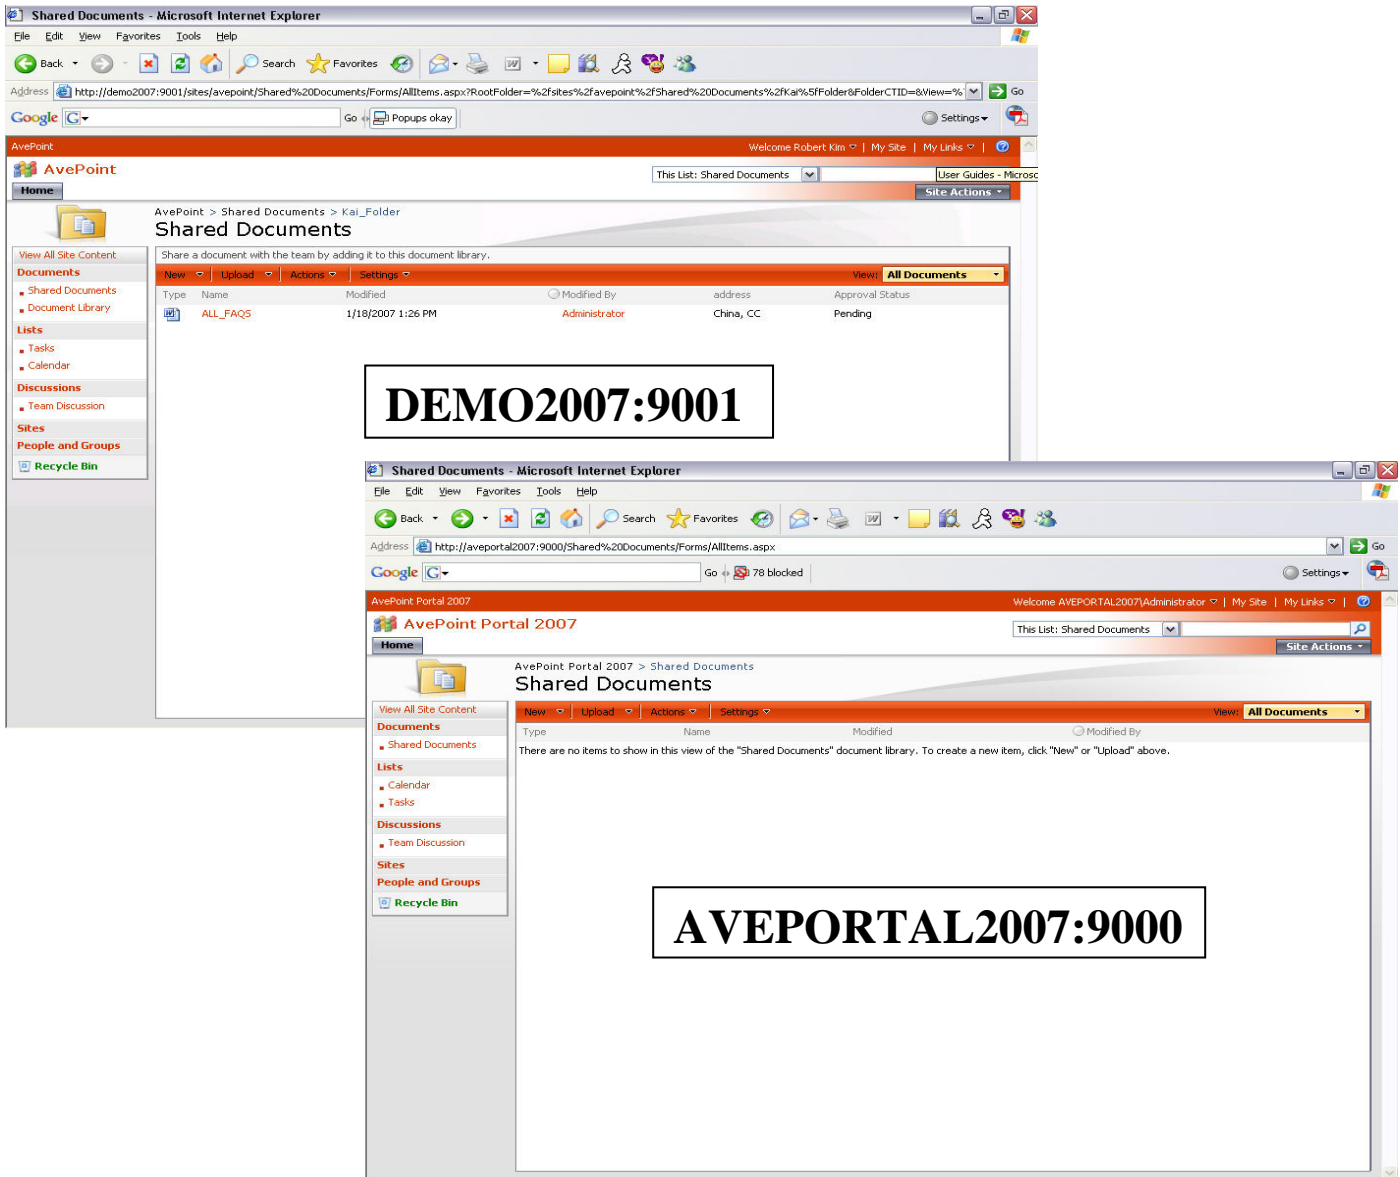 Shared Documents - Microsoft Internet Explorer
File Edit View Favorites Tools Help
Back Search Favorites
Address http://demo2007:9001/sites/avepoint/Shared%20Documents/Forms/AllItems.aspx?RootFolder=%2fsites%2favepoint%2fShared%20Documents%2fKai%5fFolder&FolderCTID=&View=% Go
Google G Go Popups okay Settings
AvePoint Welcome Robert Kim | My Site | My Links |
AvePoint This List: Shared Documents User Guides - Microso
Home Site Actions
AvePoint > Shared Documents > Kai_Folder
Shared Documents
View All Site Content Share a document with the team by adding it to this document library.
Documents New Upload Actions Settings View: All Documents
Shared Documents Type Name Modified Modified By address Approval Status
Document Library ALL_FAQS 1/18/2007 1:26 PM Administrator China, CC Pending
Lists
Tasks
Calendar
Discussions
Team Discussion
Sites
People and Groups
Recycle Bin
DEMO2007:9001
Shared Documents - Microsoft Internet Explorer
File Edit View Favorites Tools Help
Back Search Favorites
Address http://aveportal2007:9000/Shared%20Documents/Forms/AllItems.aspx Go
Google G Go 78 blocked Settings
AvePoint Portal 2007 Welcome AVEPORTAL2007\Administrator | My Site | My Links |
AvePoint Portal 2007 This List: Shared Documents
Home Site Actions
AvePoint Portal 2007 > Shared Documents
Shared Documents
View All Site Content New Upload Actions Settings View: All Documents
Documents Type Name Modified Modified By
Shared Documents There are no items to show in this view of the "Shared Documents" document library. To create a new item, click "New" or "Upload" above.
Lists
Calendar
Tasks
Discussions
Team Discussion
Sites
People and Groups
Recycle Bin
AVEPORTAL2007:9000